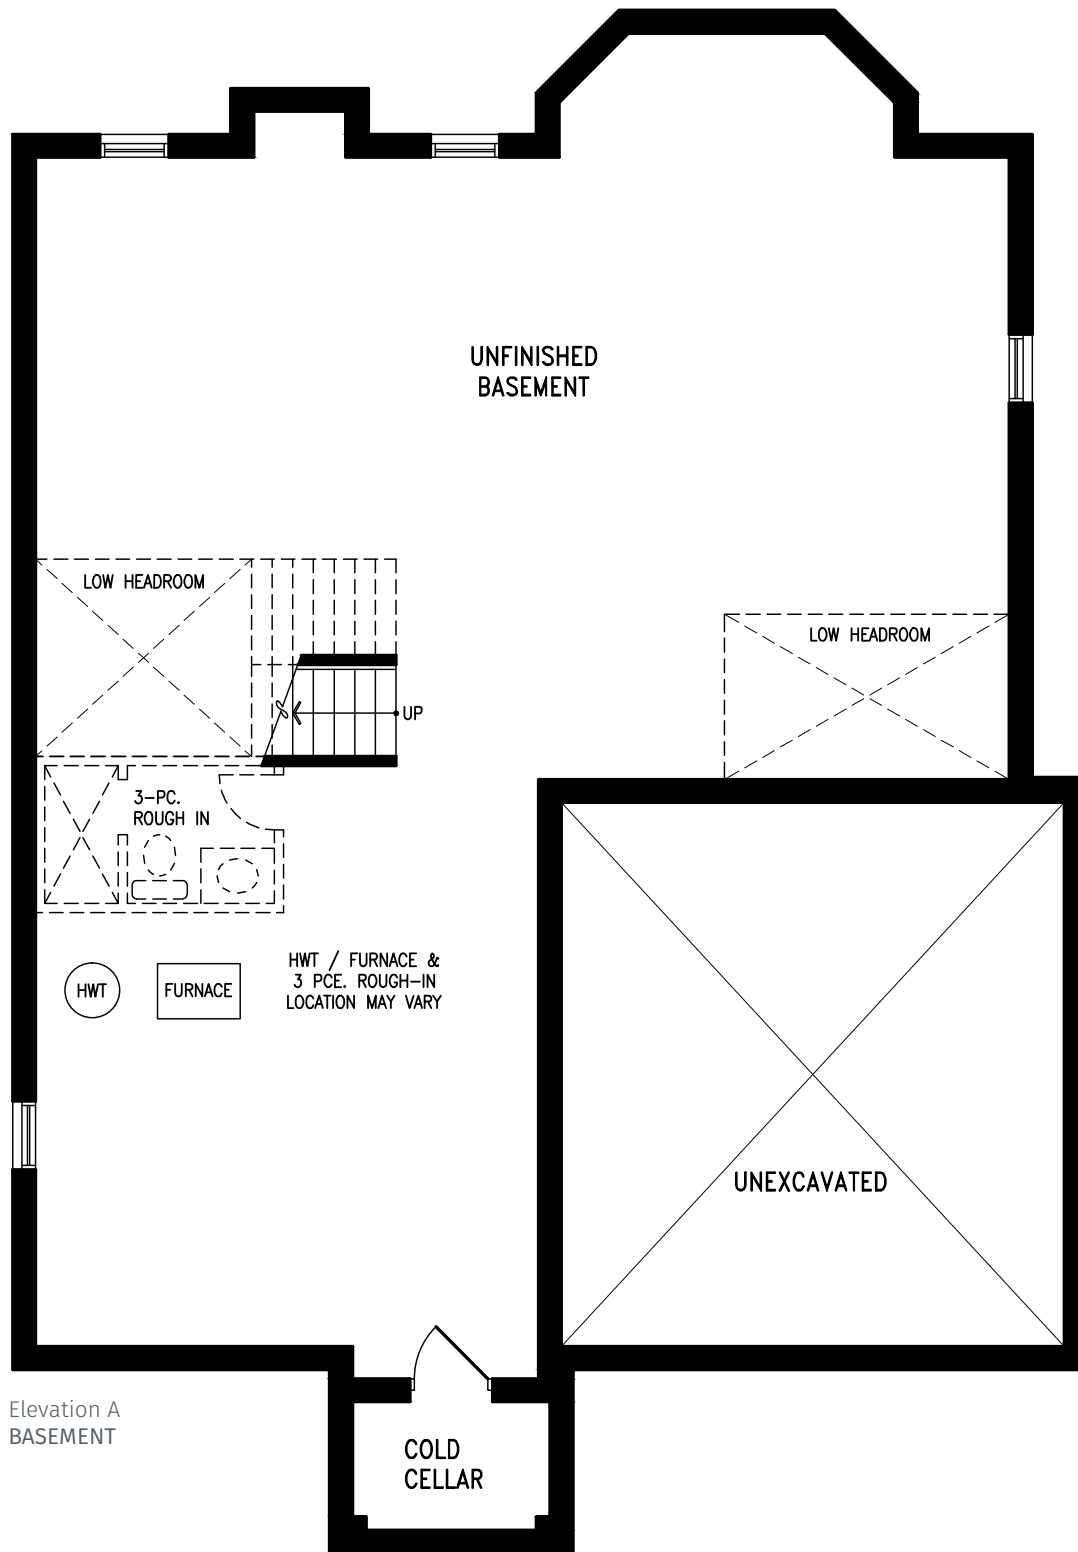 UNFINISHED
BASEMENT
LOW HEADROOM
LOW HEADROOM
UP
3-PC.
ROUGH IN
HWT / FURNACE &
3 PCE. ROUGH-IN
LOCATION MAY VARY
HWT
FURNACE
UNEXCAVATED
Elevation A
BASEMENT
COLD
CELLAR